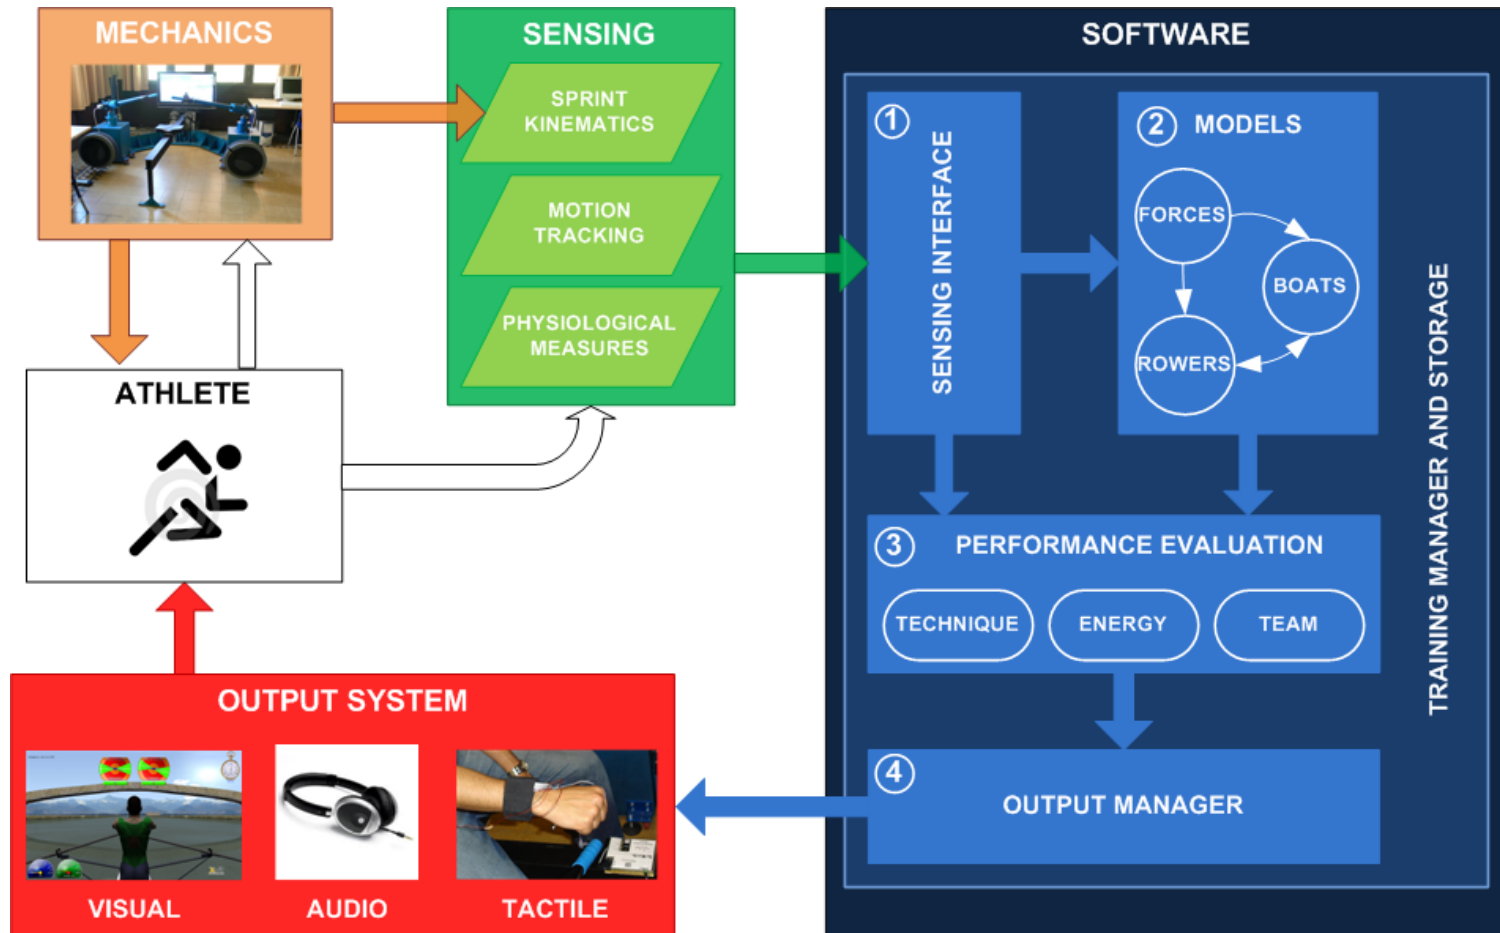 MECHANICS
SENSING
SPRINT
KINEMATICS
MOTION
TRACKING
PHYSIOLOGICAL
MEASURES
ATHLETE
OUTPUT SYSTEM
VISUAL
AUDIO
TACTILE
SOFTWARE
1
SENSING INTERFACE
2 MODELS
FORCES
BOATS
ROWERS
3 PERFORMANCE EVALUATION
TECHNIQUE
ENERGY
TEAM
4
OUTPUT MANAGER
TRAINING MANAGER AND STORAGE